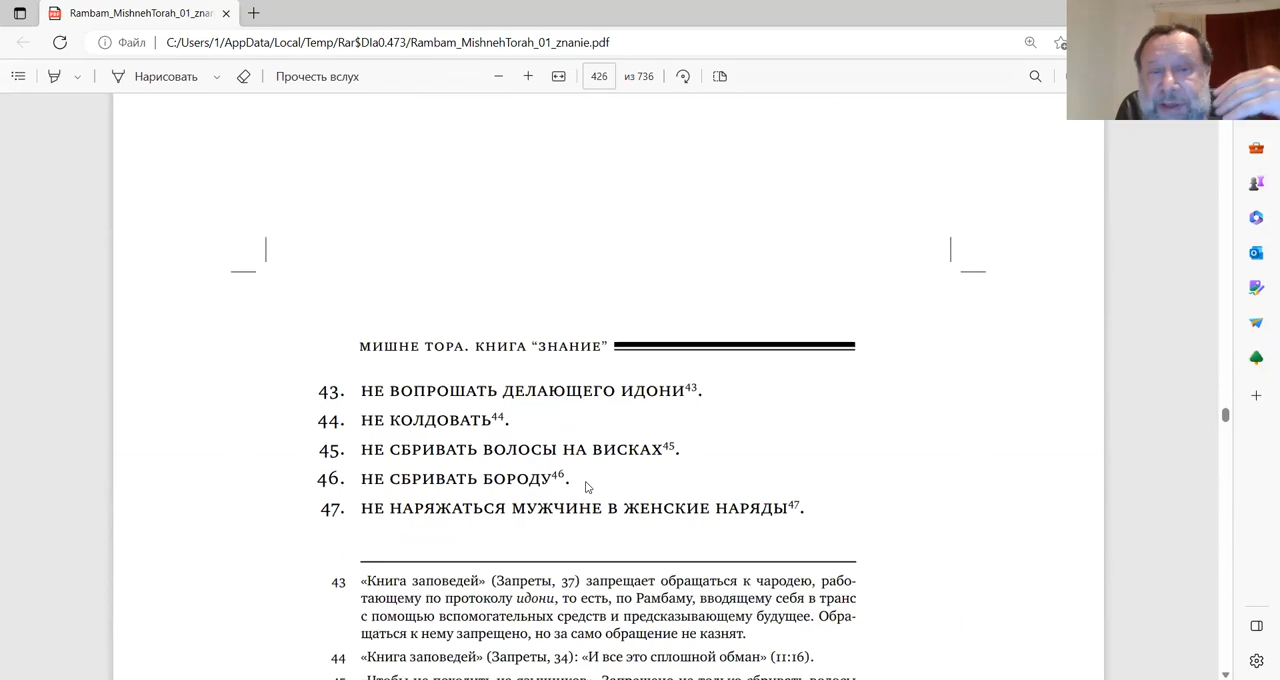 Rambam_MishnehTorah_01_znan
Файл
C:/Users/1/AppData/Local/Temp/Rar$DIa0.473/Rambam_MishnehTorah_01_znanie.pdf
Нарисовать
Прочесть вслух
426 из 736
МИШНЕ ТОРА. КНИГА “ЗНАНИЕ”
43. НЕ ВОПРОШАТЬ ДЕЛАЮЩЕГО ИДОНИ43.
44. НЕ КОЛДОВАТЬ44.
45. НЕ СБРИВАТЬ ВОЛОСЫ НА ВИСКАХ45.
46. НЕ СБРИВАТЬ БОРОДУ46.
47. НЕ НАРЯЖАТЬСЯ МУЖЧИНЕ В ЖЕНСКИЕ НАРЯДЫ47.
43 «Книга заповедей» (Запреты, 37) запрещает обращаться к чародею, рабо-
тающему по протоколу идони, то есть, по Рамбаму, вводящему себя в транс
с помощью вспомогательных средств и предсказывающему будущее. Обра-
щаться к нему запрещено, но за само обращение не казнят.
44 «Книга заповедей» (Запреты, 34): «И все это сплошной обман» (11:16).